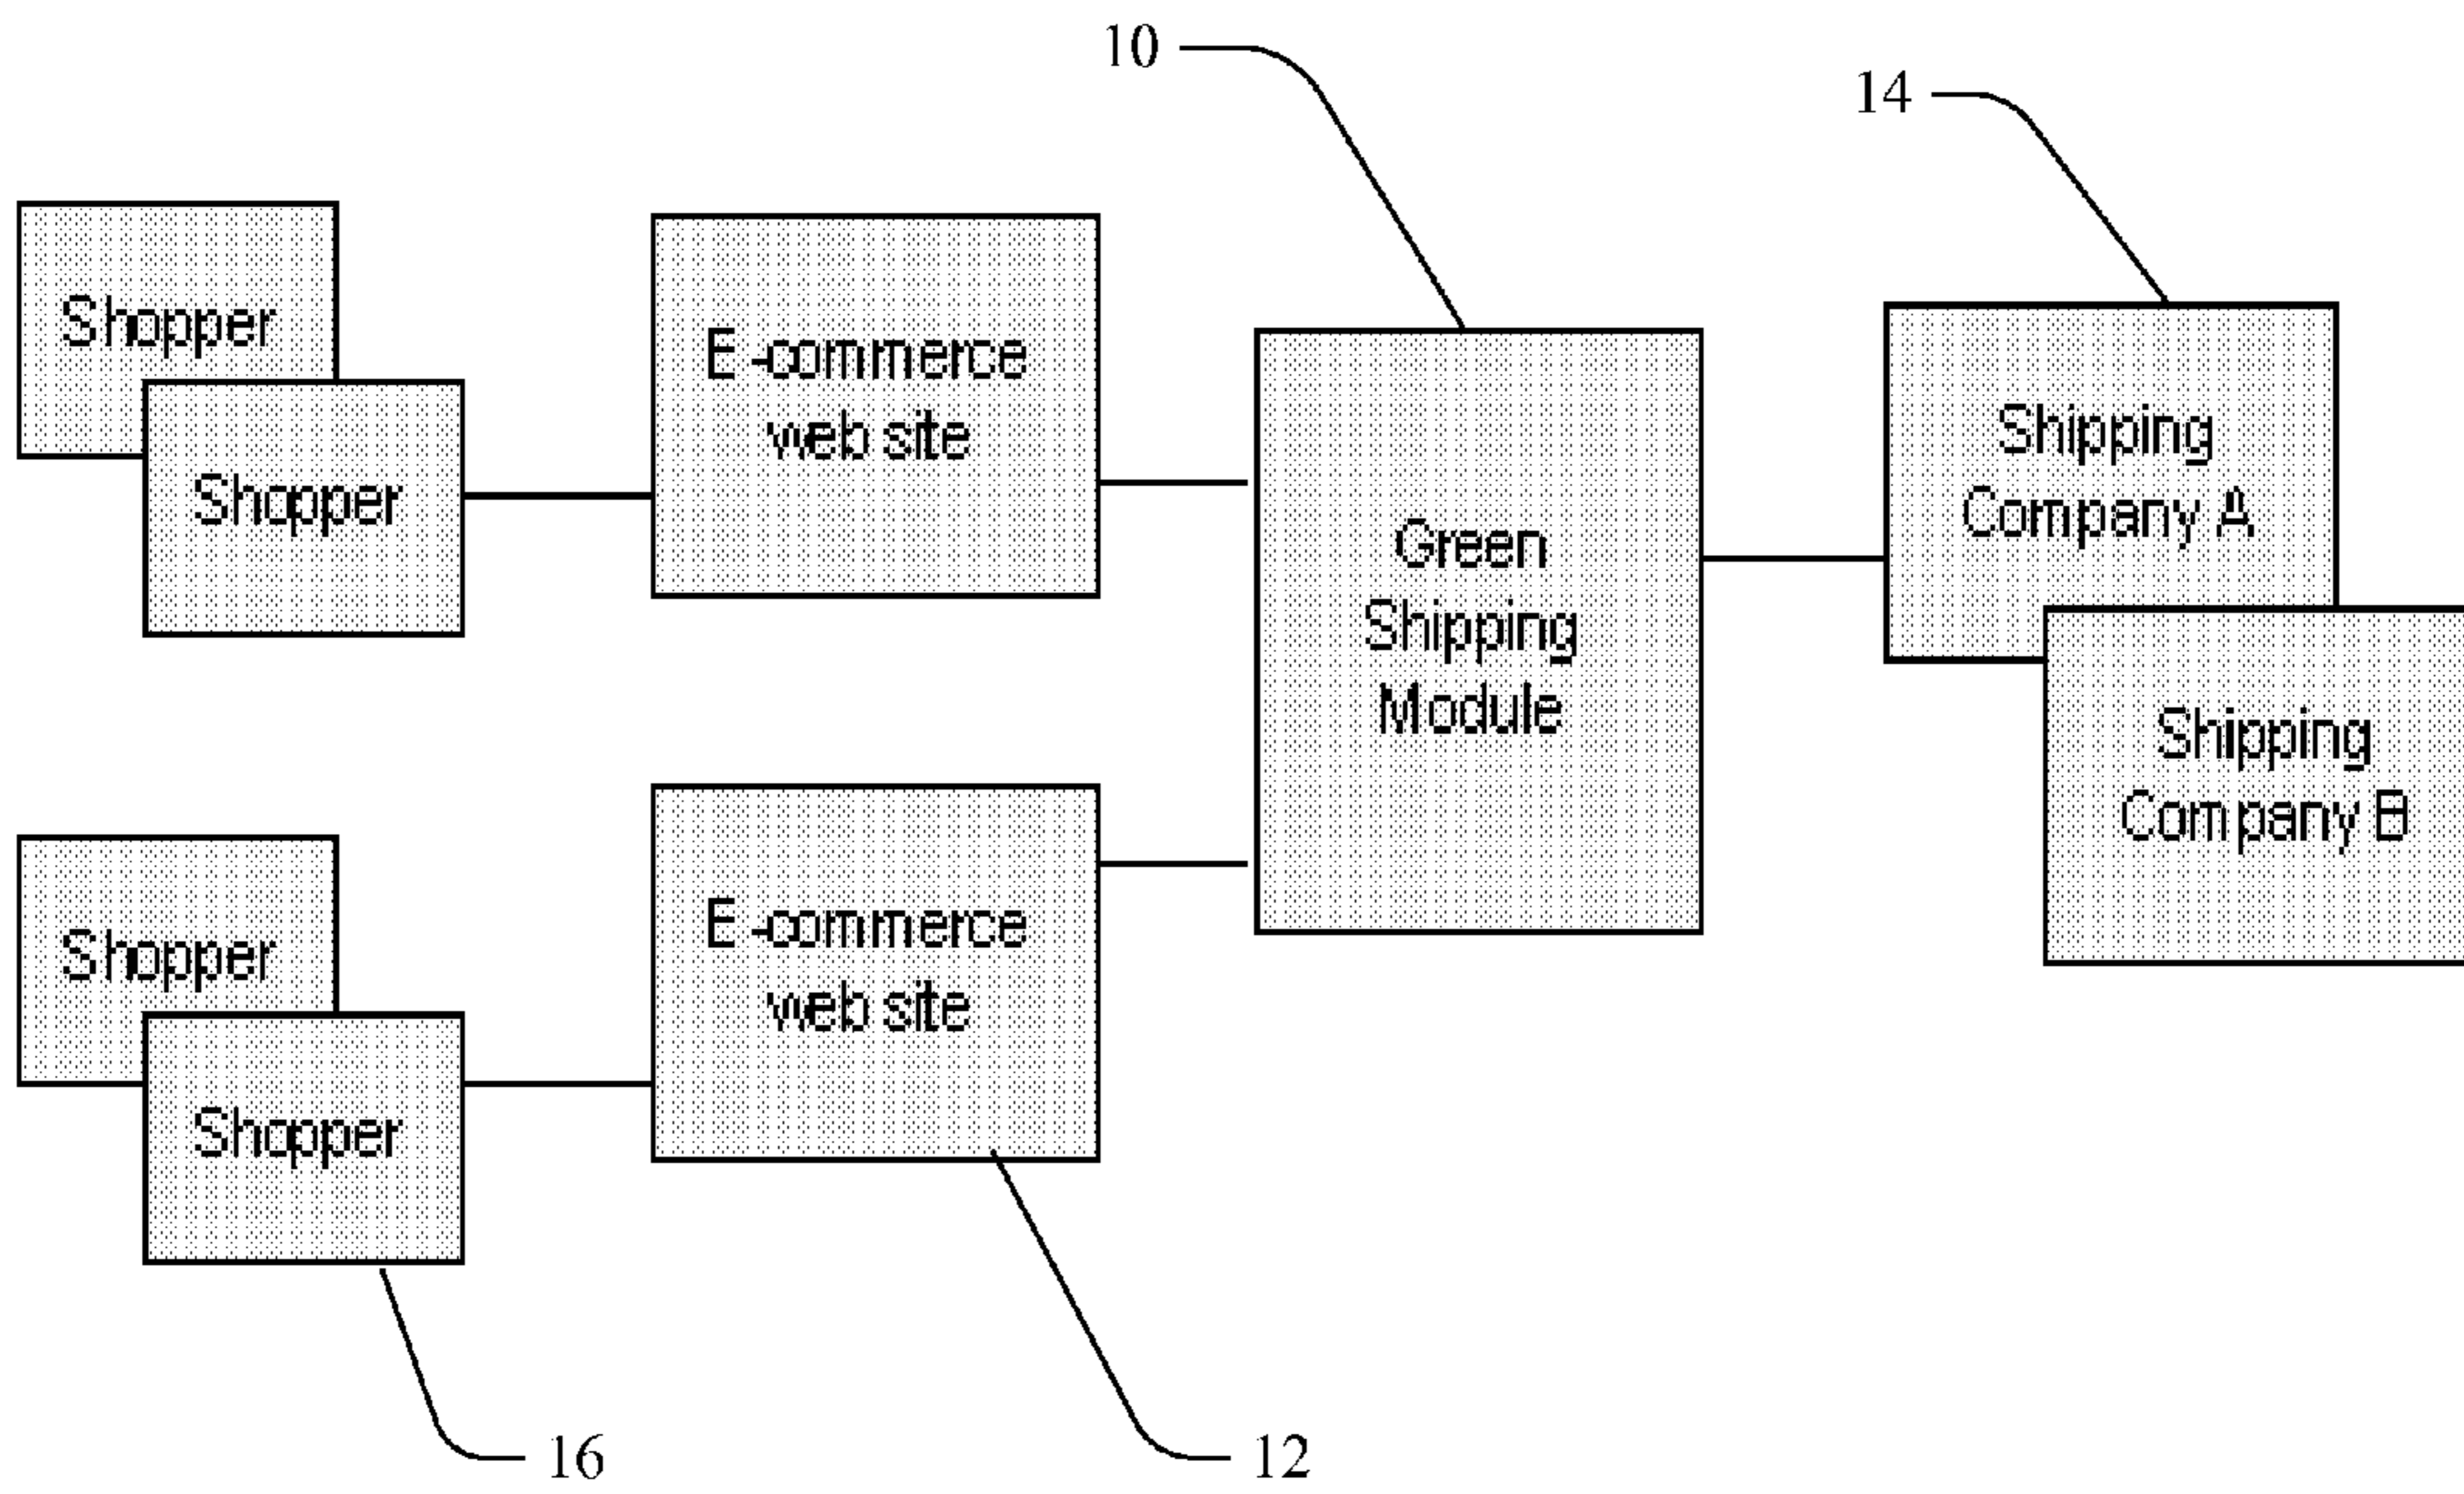 10
14
Shopper
Shopper
E-commerce
web site
Green
Shipping
Module
Shipping
Company A
Shipping
Company B
Shopper
Shopper
E-commerce
web site
16
12